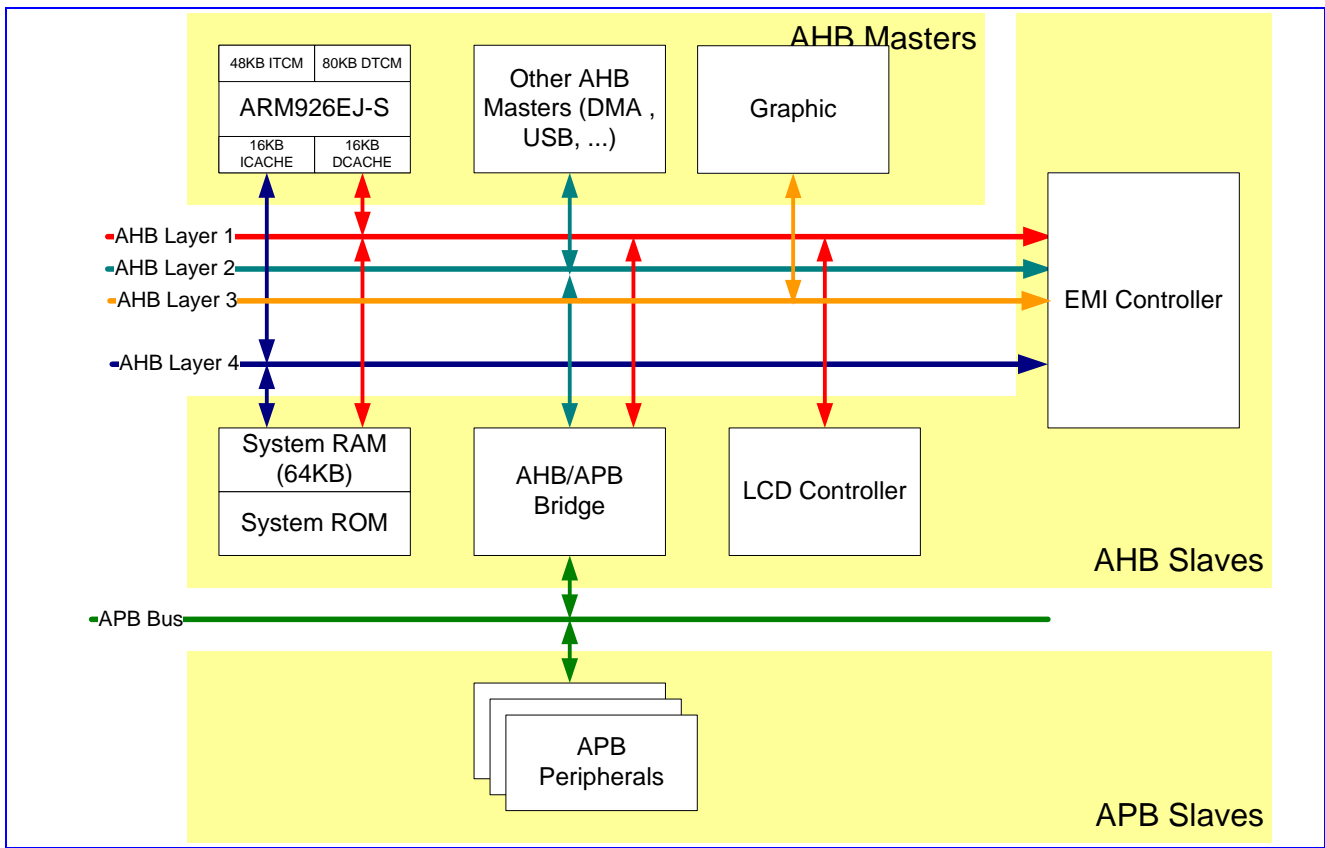 AHB Masters
48KB ITCM
80KB DTCM
ARM926EJ-S
16KB
ICACHE
16KB
DCACHE
Other AHB
Masters (DMA ,
USB, ...)
Graphic
AHB Layer 1
AHB Layer 2
AHB Layer 3
AHB Layer 4
EMI Controller
System RAM
(64KB)
System ROM
AHB/APB
Bridge
LCD Controller
AHB Slaves
APB Bus
APB
Peripherals
APB Slaves